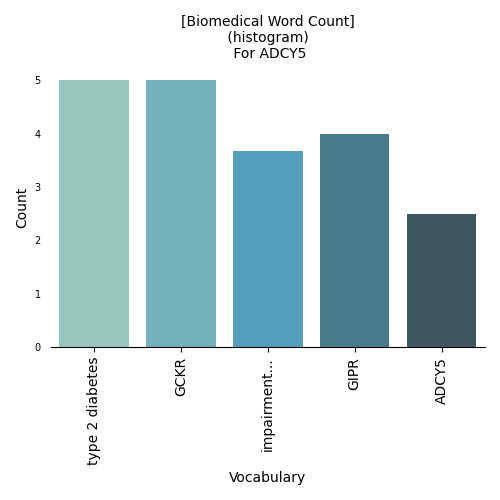 [Biomedical Word Count]
(histogram)
For ADCY5
Count
5
4
3
2
1
0
type 2 diabetes
GCKR
impairment...
GIPR
ADCY5
Vocabulary